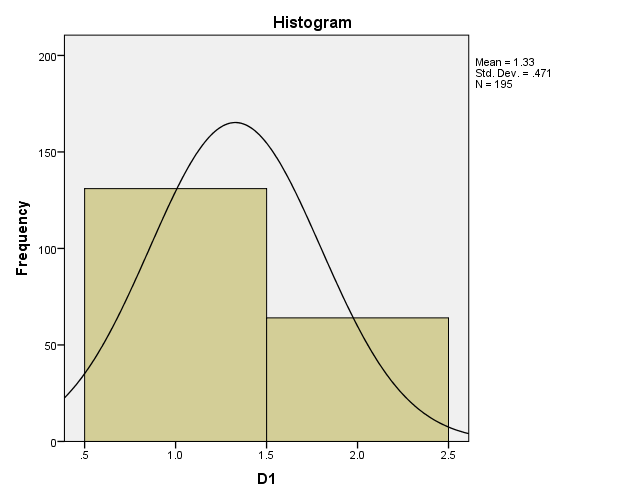 Histogram
Mean = 1.33
Std. Dev. = .471
N = 195
200
150
100
50
0
Frequency
.5 1.0 1.5 2.0 2.5
D1